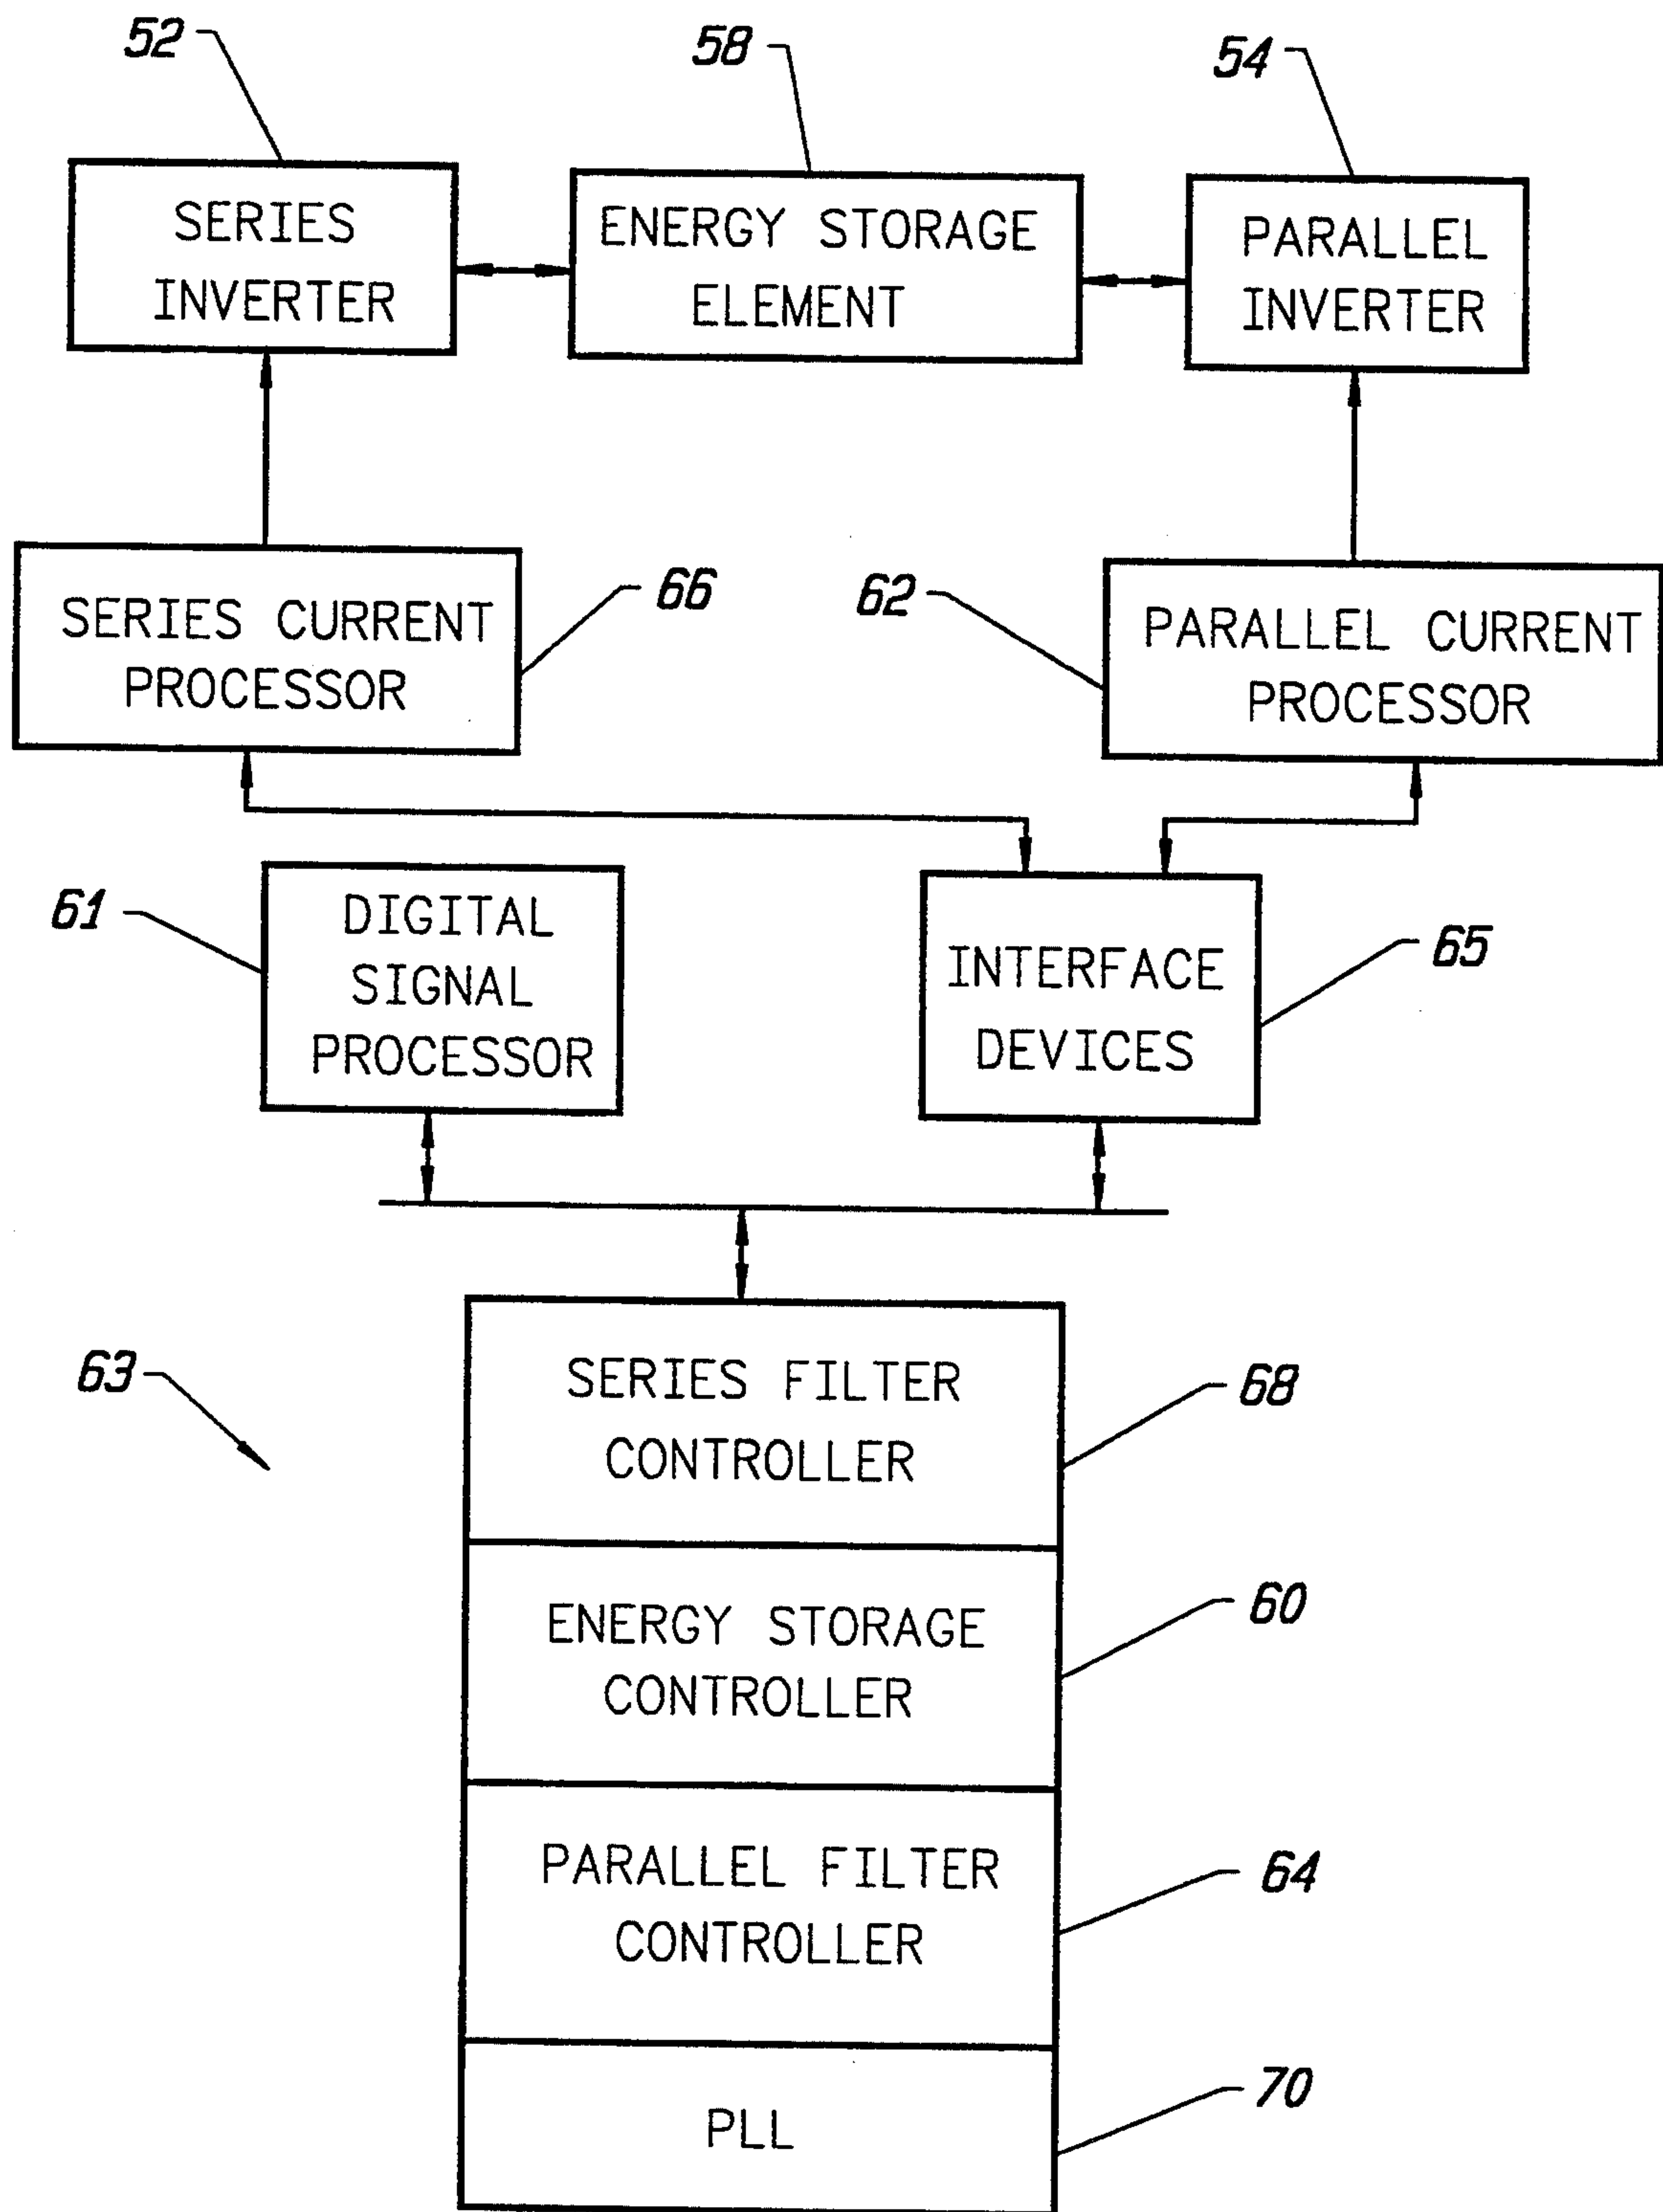 52
58
54
SERIES
INVERTER
ENERGY STORAGE
ELEMENT
PARALLEL
INVERTER
SERIES CURRENT
PROCESSOR
66
62
PARALLEL CURRENT
PROCESSOR
61
DIGITAL
SIGNAL
PROCESSOR
INTERFACE
DEVICES
65
63
SERIES FILTER
CONTROLLER
68
ENERGY STORAGE
CONTROLLER
60
PARALLEL FILTER
CONTROLLER
64
PLL
70